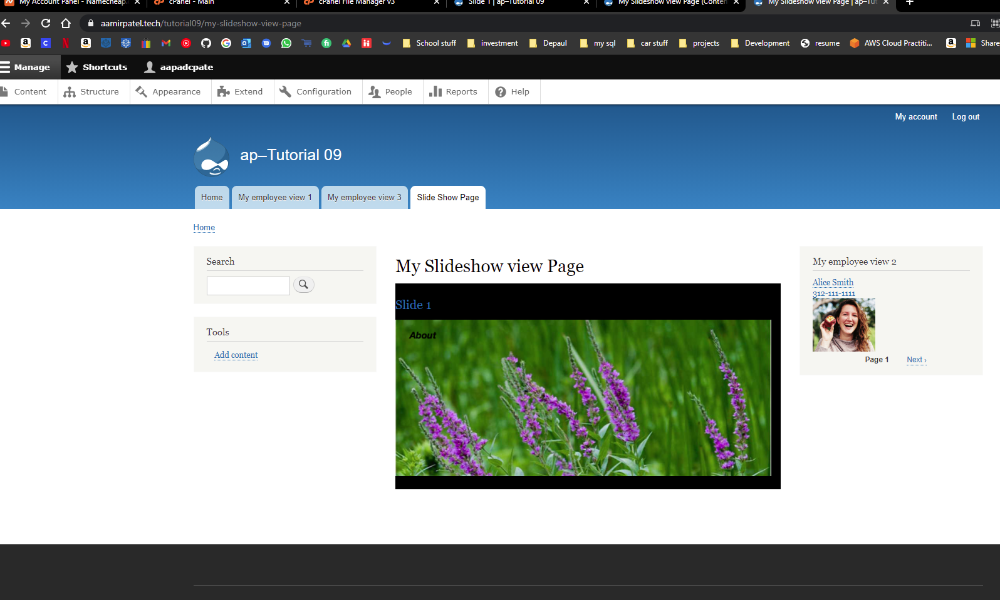 My Account Panel - Namecheap.c
cPanel - Main
cPanel File Manager v3
Slide 1 | ap–Tutorial 09
My Slideshow view Page (Conten
My Slideshow view Page | ap–Tut
aamirpatel.tech/tutorial09/my-slideshow-view-page
School stuff
investment
Depaul
my sql
car stuff
projects
Development
resume
AWS Cloud Practiti...
Share
Manage
Shortcuts
aapadcpate
Content
Structure
Appearance
Extend
Configuration
People
Reports
Help
My account
Log out
ap–Tutorial 09
Home
My employee view 1
My employee view 3
Slide Show Page
Home
Search
Tools
Add content
My Slideshow view Page
Slide 1
About
My employee view 2
Alice Smith
312-111-1111
Page 1
Next ›